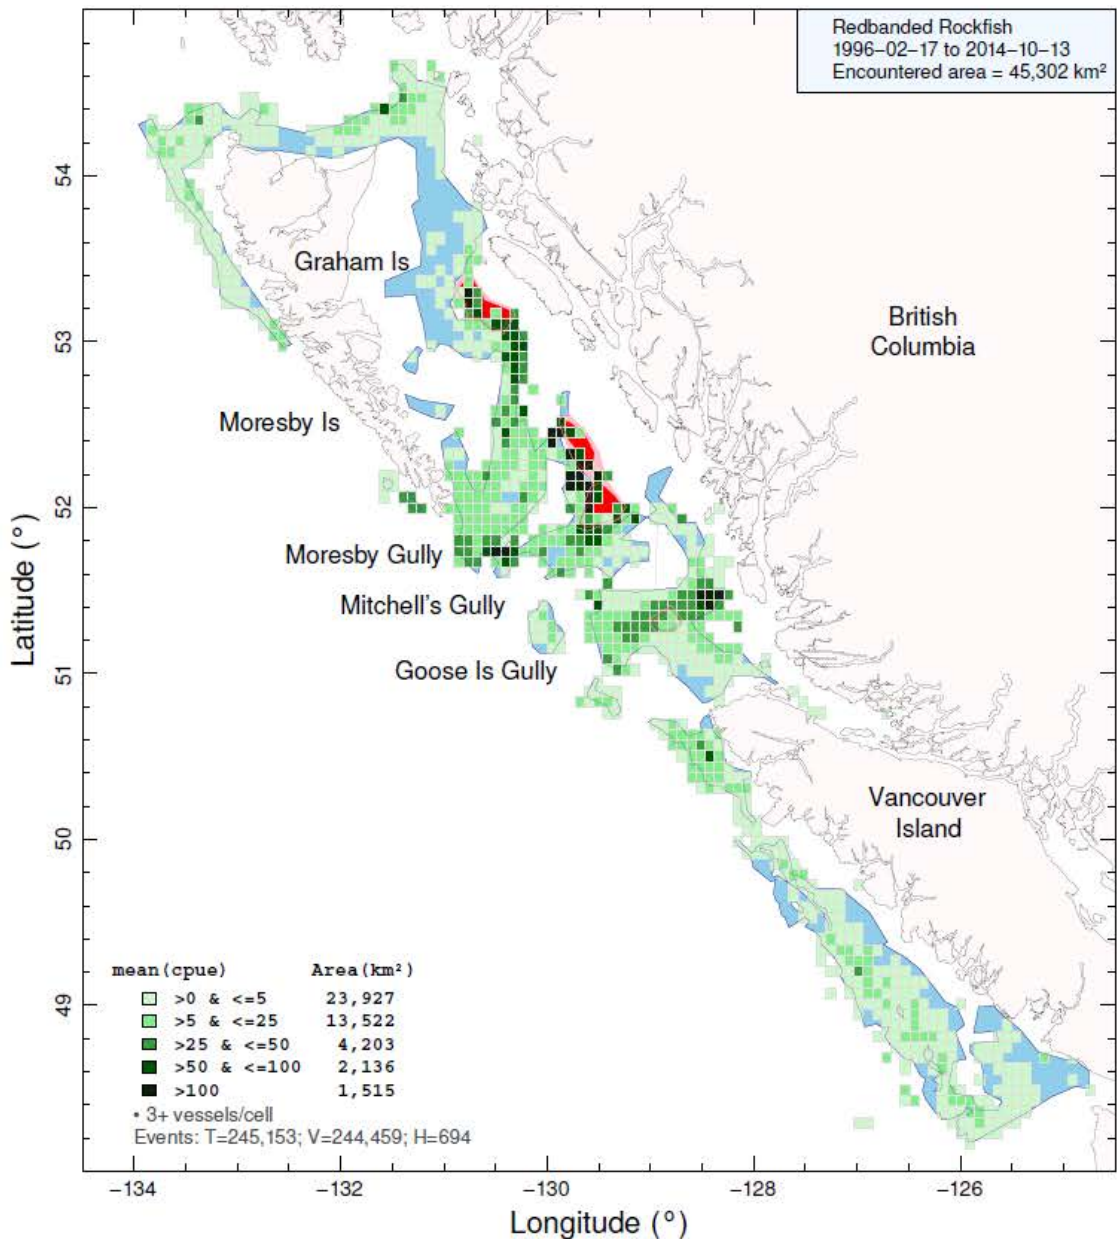 Redbanded Rockfish
1996−02−17 to 2014−10−13
Encountered area = 45,302 km²
54
53
52
51
50
49
Latitude (°)
Graham Is
British
Columbia
Moresby Is
Moresby Gully
Mitchell's Gully
Goose Is Gully
Vancouver
Island
mean(cpue) Area(km²)
>0 & <=5 23,927
>5 & <=25 13,522
>25 & <=50 4,203
>50 & <=100 2,136
>100 1,515
• 3+ vessels/cell
Events: T=245,153; V=244,459; H=694
−134 −132 −130 −128 −126
Longitude (°)